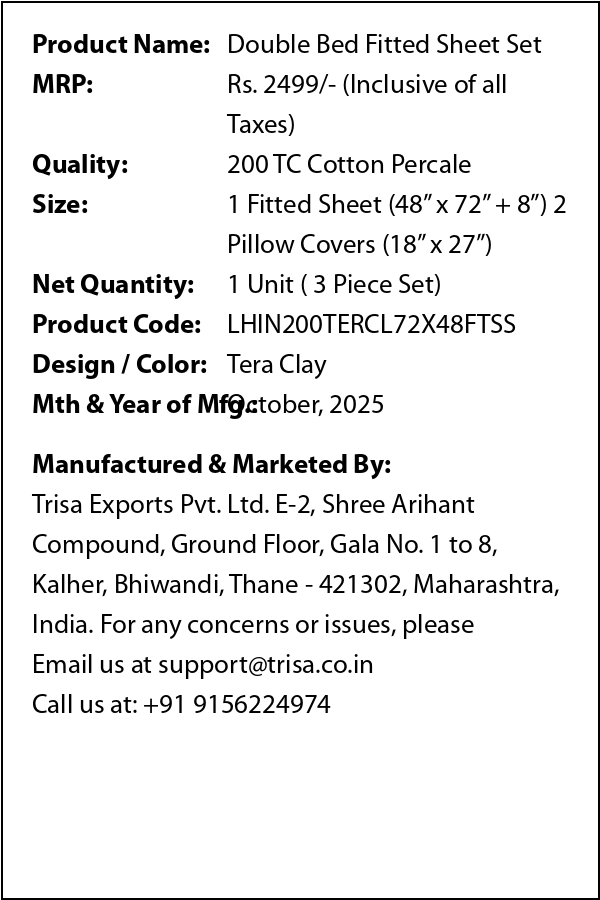 Product Name: Double Bed Fitted Sheet Set
MRP: Rs. 2499/- (Inclusive of all
Taxes)
Quality: 200 TC Cotton Percale
Size: 1 Fitted Sheet (48” x 72” + 8”) 2
Pillow Covers (18” x 27”)
Net Quantity: 1 Unit ( 3 Piece Set)
Product Code: LHIN200TERCL72X48FTSS
Design / Color: Tera Clay
Mth & Year of Mfg.: October, 2025
Manufactured & Marketed By:
Trisa Exports Pvt. Ltd. E-2, Shree Arihant
Compound, Ground Floor, Gala No. 1 to 8,
Kalher, Bhiwandi, Thane - 421302, Maharashtra,
India. For any concerns or issues, please
Email us at support@trisa.co.in
Call us at: +91 9156224974